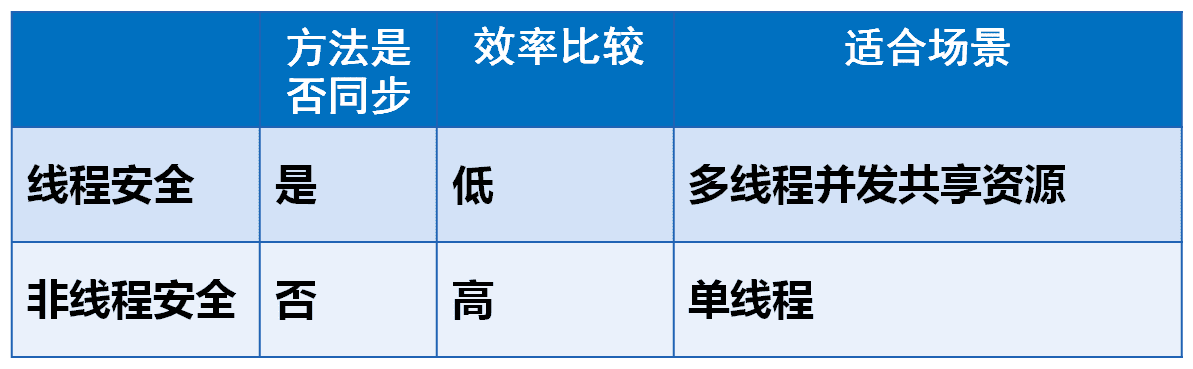 方法是
否同步
效率比较
适合场景
线程安全
是
低
多线程并发共享资源
非线程安全
否
高
单线程